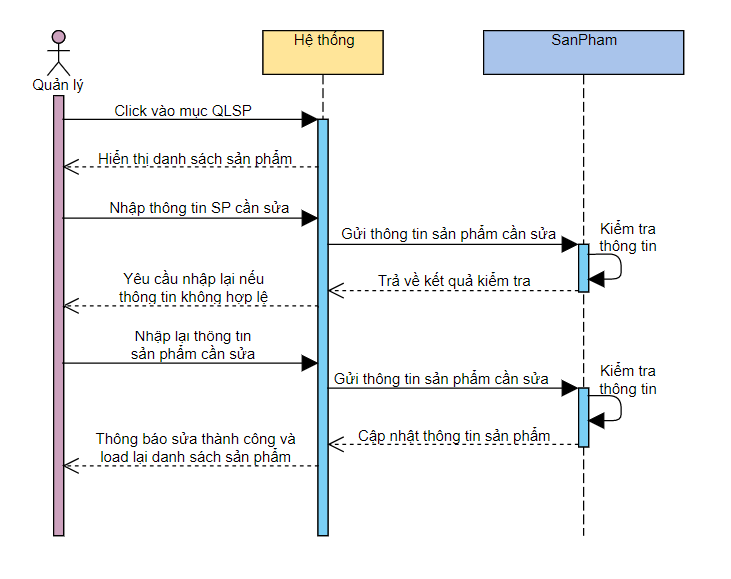 Hệ thống
SanPham
Quản lý
Click vào mục QLSP
Hiển thị danh sách sản phẩm
Nhập thông tin SP cần sửa
Gửi thông tin sản phẩm cần sửa
Kiểm tra
thông tin
Trả về kết quả kiểm tra
Yêu cầu nhập lại nếu
thông tin không hợp lệ
Nhập lại thông tin
sản phẩm cần sửa
Gửi thông tin sản phẩm cần sửa
Kiểm tra
thông tin
Cập nhật thông tin sản phẩm
Thông báo sửa thành công và
load lại danh sách sản phẩm